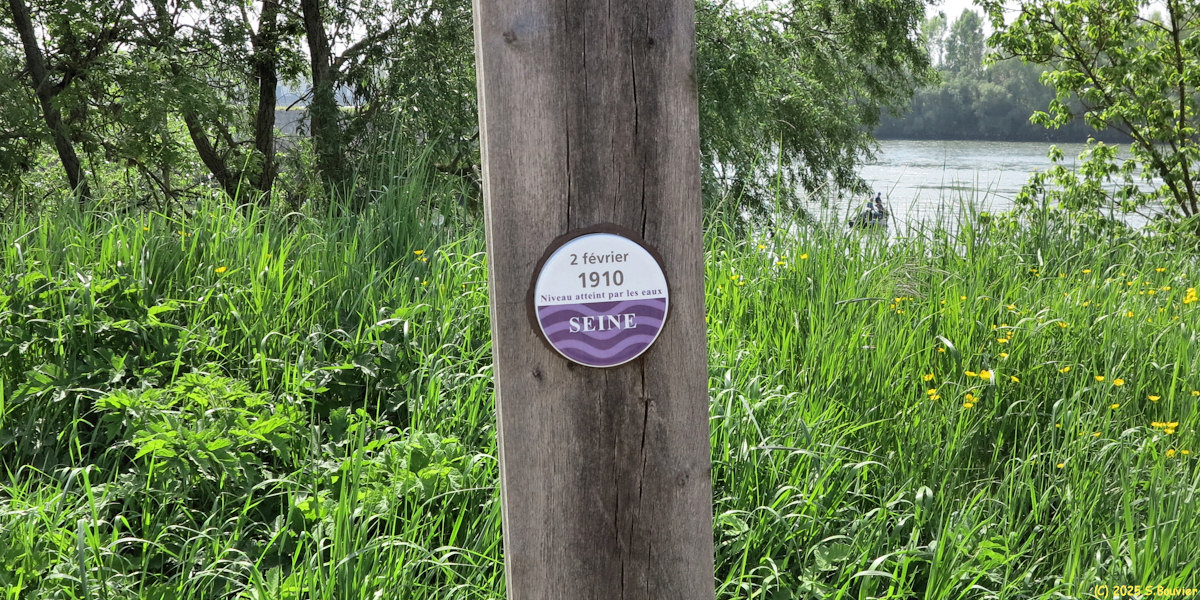 2 février
1910
Niveau atteint par les eaux
SEINE
(C) 2025 S.Bouvier